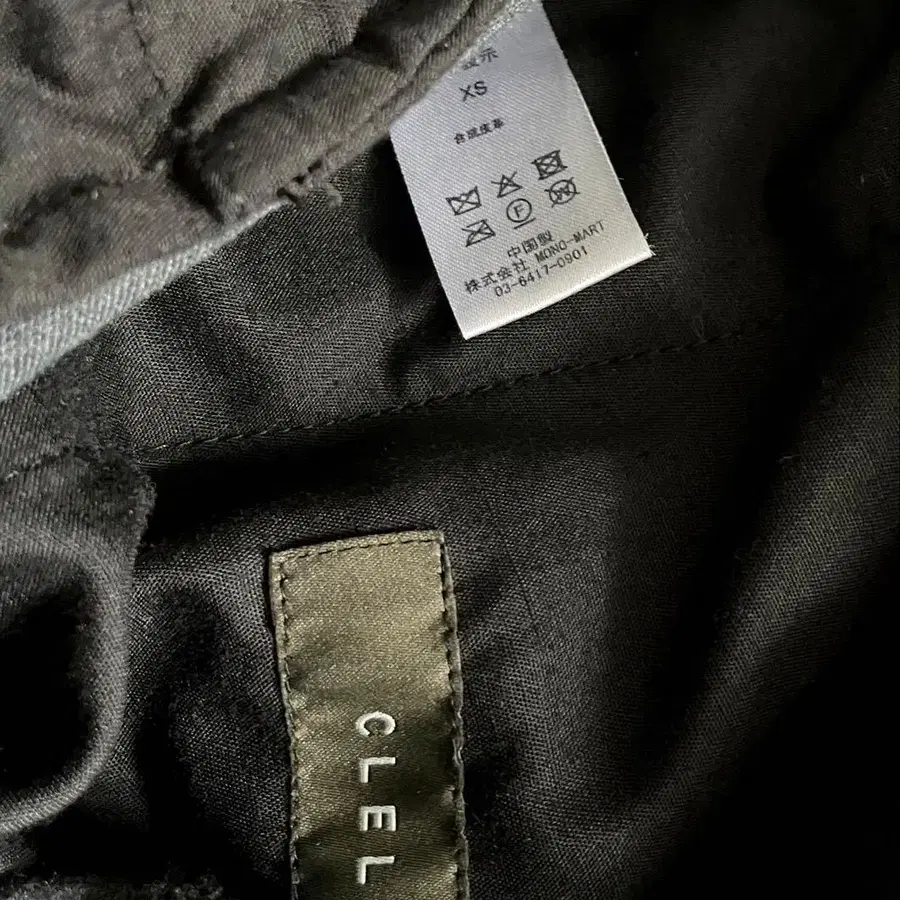 表示
XS
合成皮革
F
W
中国製
株式会社 MONO-MART
03-6417-0901
CLEL